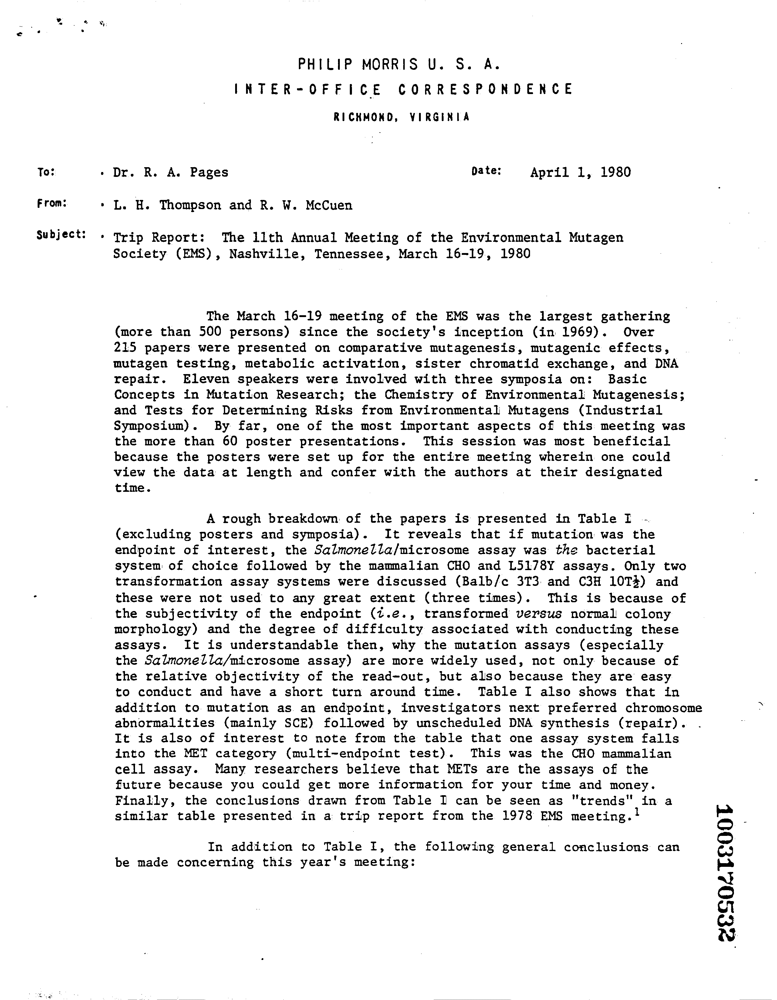 PHILIP MORRIS U. S. A.
INTER-OFFICE CORRESPONDENCE
RICHMOND, VIRGINIA
To: . Dr. R. A. Pages Date: April 1, 1980
From: . L. H. Thompson and R. W. McCuen
Subject: . Trip Report: The 11th Annual Meeting of the Environmental Mutagen
Society (EMS), Nashville, Tennessee, March 16-19, 1980
The March 16-19 meeting of the EMS was the largest gathering
(more than 500 persons) since the society's inception (in 1969). Over
215 papers were presented on comparative mutagenesis, mutagenic effects,
mutagen testing, metabolic activation, sister chromatid exchange, and DNA
repair. Eleven speakers were involved with three symposia on: Basic
Concepts in Mutation Research; the Chemistry of Environmental Mutagenesis;
and Tests for Determining Risks from Environmental Mutagens (Industrial
Symposium). By far, one of the most important aspects of this meeting was
the more than 60 poster presentations. This session was most beneficial
because the posters were set up for the entire meeting wherein one could
view the data at length and confer with the authors at their designated
time.
A rough breakdown of the papers is presented in Table I
(excluding posters and symposia). It reveals that if mutation was the
endpoint of interest, the Salmonella/microsome assay was the bacterial
system of choice followed by the mammalian CHO and L5178Y assays. Only two
transformation assay systems were discussed (Balb/c 3T3 and C3H 10T½) and
these were not used to any great extent (three times). This is because of
the subjectivity of the endpoint (i.e., transformed versus normal colony
morphology) and the degree of difficulty associated with conducting these
assays. It is understandable then, why the mutation assays (especially
the Salmonella/microsome assay) are more widely used, not only because of
the relative objectivity of the read-out, but also because they are easy
to conduct and have a short turn around time. Table I also shows that in
addition to mutation as an endpoint, investigators next preferred chromosome
abnormalities (mainly SCE) followed by unscheduled DNA synthesis (repair).
It is also of interest to note from the table that one assay system falls
into the MET category (multi-endpoint test). This was the CHO mammalian
cell assay. Many researchers believe that METs are the assays of the
future because you could get more information for your time and money.
Finally, the conclusions drawn from Table I can be seen as "trends" in a
similar table presented in a trip report from the 1978 EMS meeting.1
In addition to Table I, the following general conclusions can
be made concerning this year's meeting:
1003170532